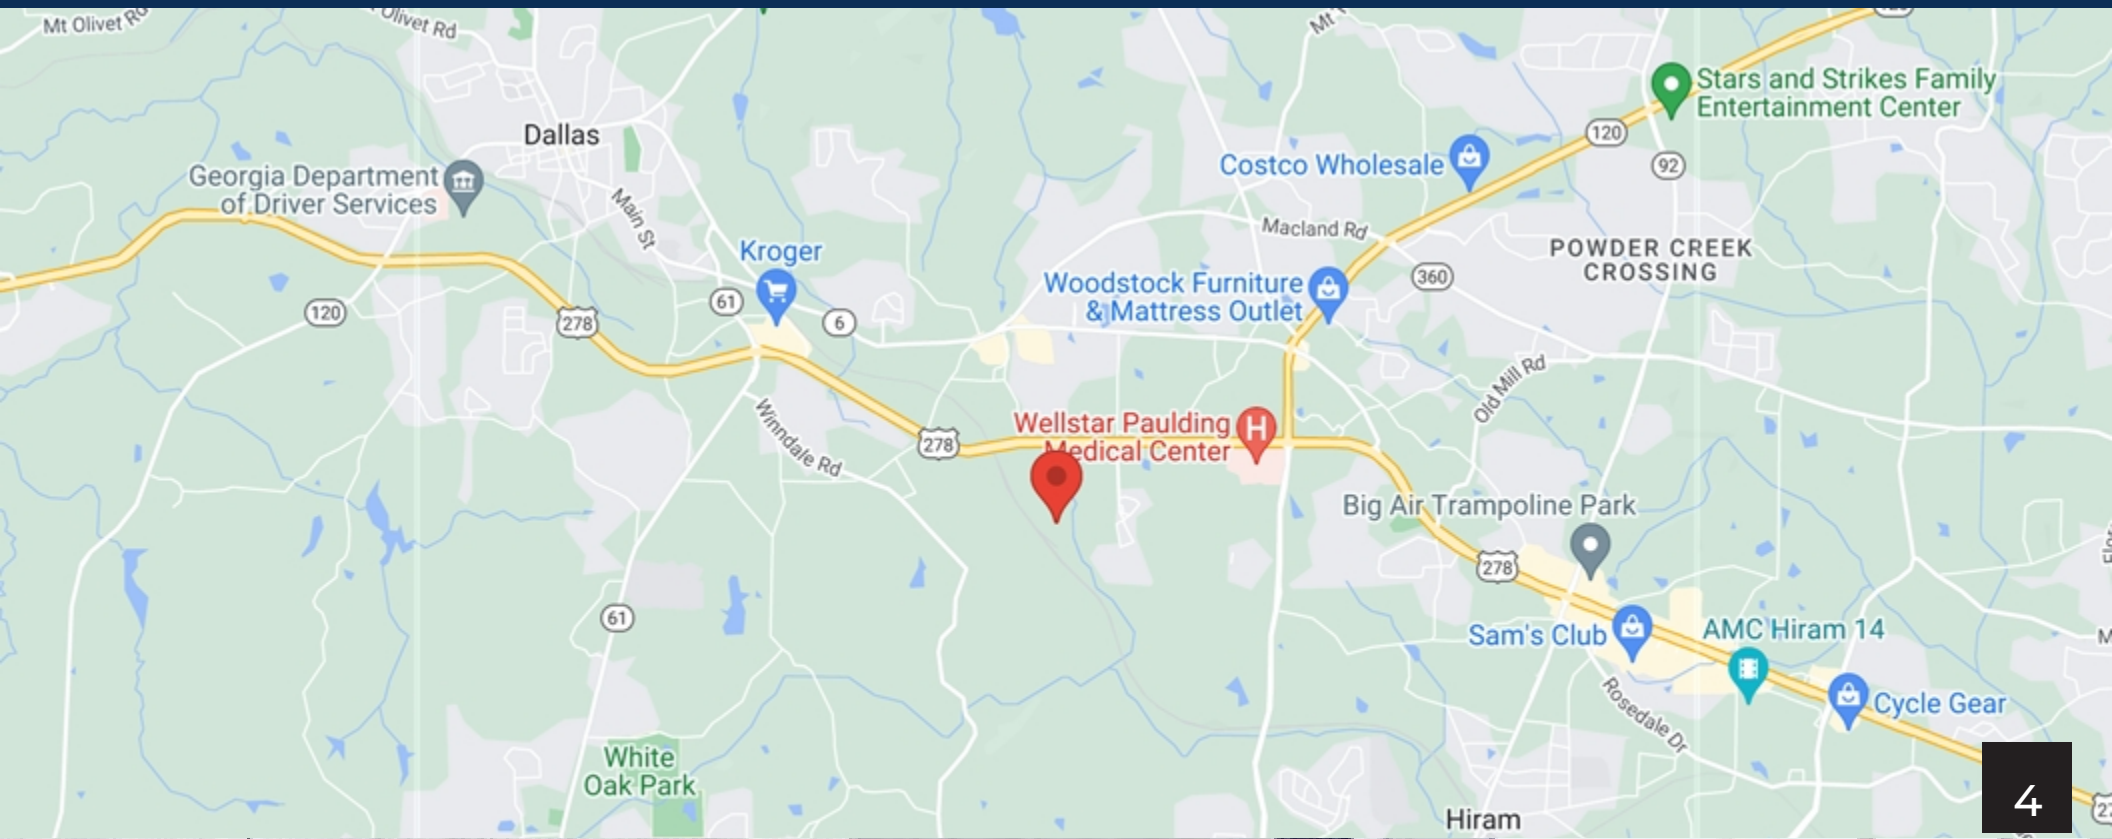 Mt Olivet Rd
Olivet Rd
Mt
120
Stars and Strikes Family
Entertainment Center
Dallas
120
Costco Wholesale
92
Georgia Department
of Driver Services
Main St
Macland Rd
POWDER CREEK
CROSSING
Kroger
Woodstock Furniture
& Mattress Outlet
360
61
6
120
278
Old Mill Rd
Winndale Rd
Wellstar Paulding
Medical Center
H
278
Big Air Trampoline Park
278
61
Sam's Club
AMC Hiram 14
Rosedale Dr
Cycle Gear
White
Oak Park
Hiram
4